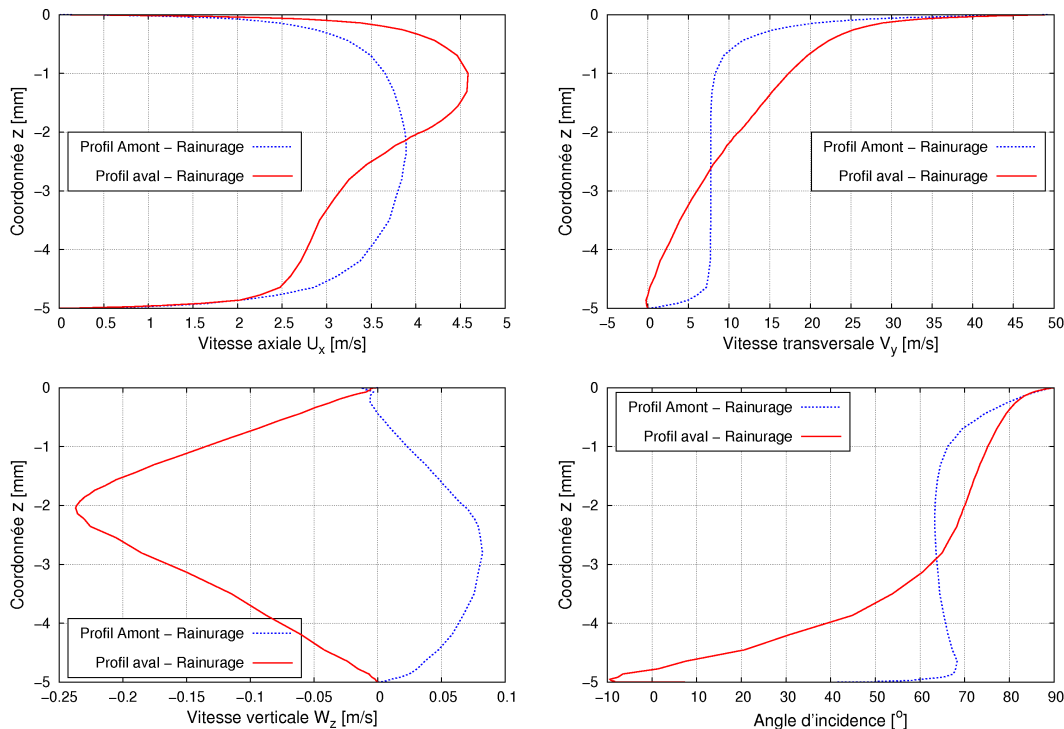 0
−1
−2
−3
−4
−5
0 0.5 1 1.5 2 2.5 3 3.5 4 4.5 5
Coordonnée z [mm]
Vitesse axiale Ux [m/s]
Profil Amont − Rainurage
Profil aval − Rainurage
0
−1
−2
−3
−4
−5
−5 0 5 10 15 20 25 30 35 40 45 50
Coordonnée z [mm]
Vitesse transversale Vy [m/s]
Profil Amont − Rainurage
Profil aval − Rainurage
0
−1
−2
−3
−4
−5
−0.25 −0.2 −0.15 −0.1 −0.05 0 0.05 0.1
Coordonnée z [mm]
Vitesse verticale Wz [m/s]
Profil Amont − Rainurage
Profil aval − Rainurage
0
−1
−2
−3
−4
−5
−10 0 10 20 30 40 50 60 70 80 90
Coordonnée z [mm]
Angle d'incidence [o]
Profil Amont − Rainurage
Profil aval − Rainurage